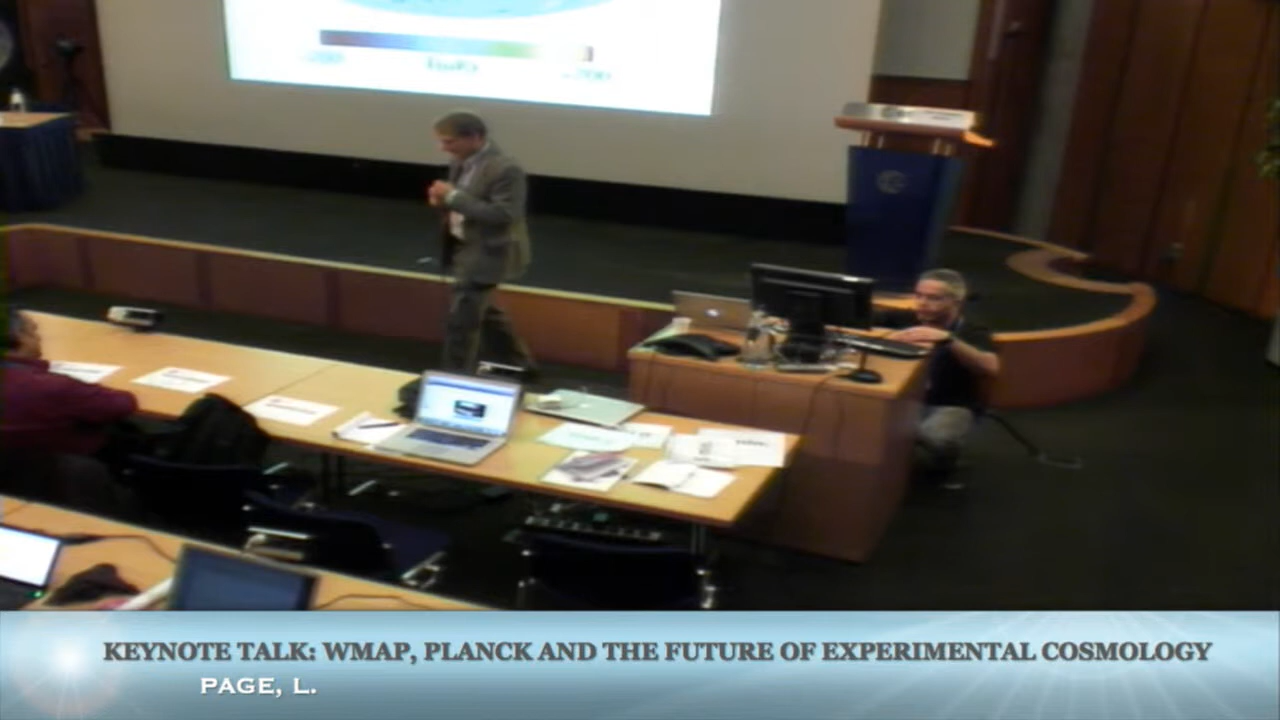 KEYNOTE TALK: WMAP, PLANCK AND THE FUTURE OF EXPERIMENTAL COSMOLOGY
PAGE, L.